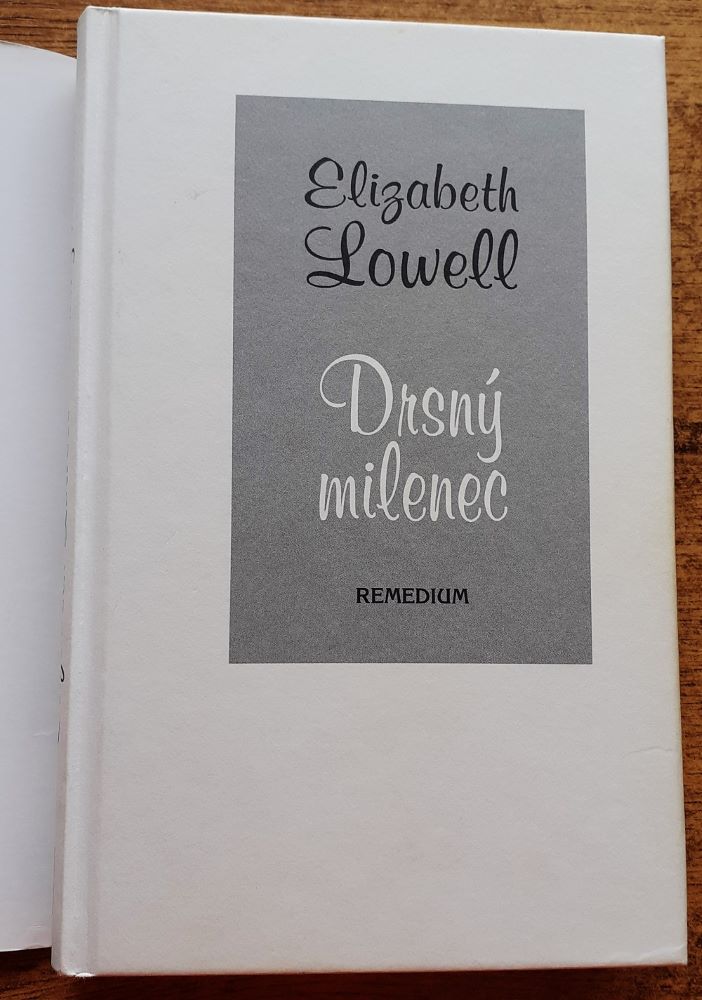 Elizabeth
Lowell
Drsný
milenec
REMEDIUM